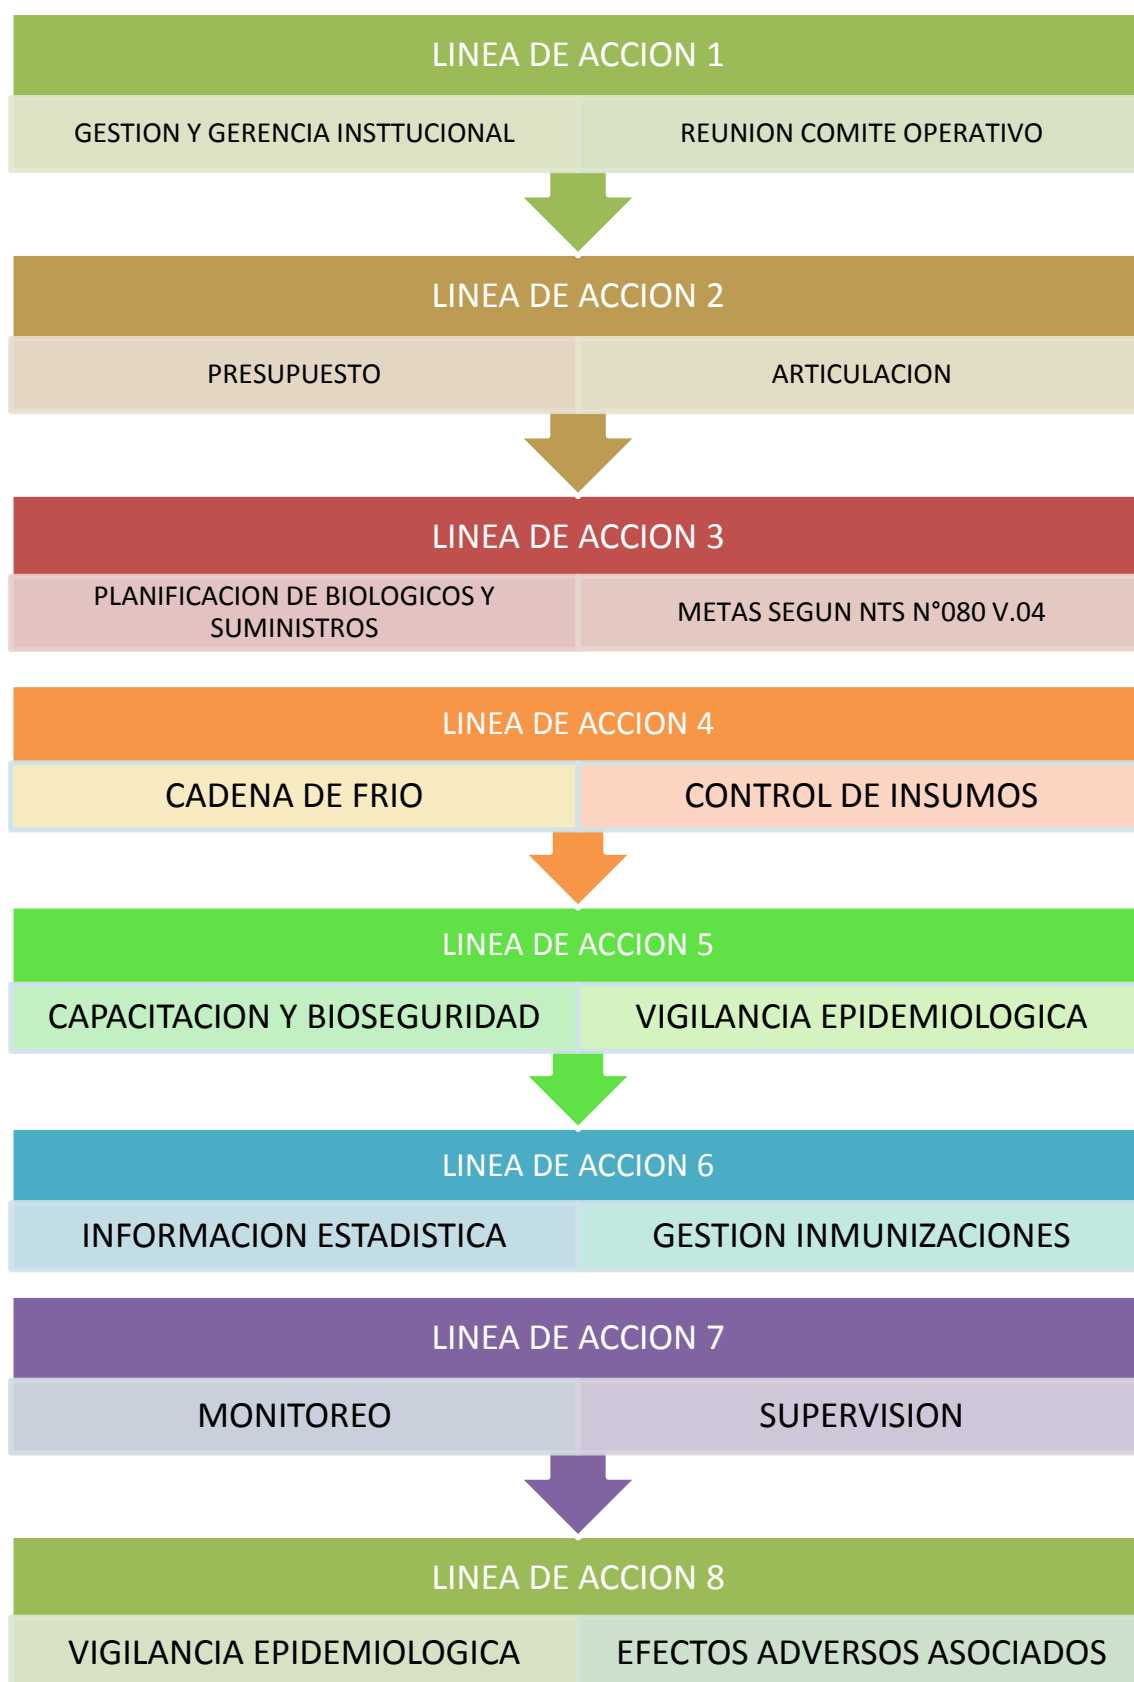 LINEA DE ACCION 1
GESTION Y GERENCIA INSTTUCIONAL
REUNION COMITE OPERATIVO
LINEA DE ACCION 2
PRESUPUESTO
ARTICULACION
LINEA DE ACCION 3
PLANIFICACION DE BIOLOGICOS Y
SUMINISTROS
METAS SEGUN NTS N°080 V.04
LINEA DE ACCION 4
CADENA DE FRIO
CONTROL DE INSUMOS
LINEA DE ACCION 5
CAPACITACION Y BIOSEGURIDAD
VIGILANCIA EPIDEMIOLOGICA
LINEA DE ACCION 6
INFORMACION ESTADISTICA
GESTION INMUNIZACIONES
LINEA DE ACCION 7
MONITOREO
SUPERVISION
LINEA DE ACCION 8
VIGILANCIA EPIDEMIOLOGICA
EFECTOS ADVERSOS ASOCIADOS